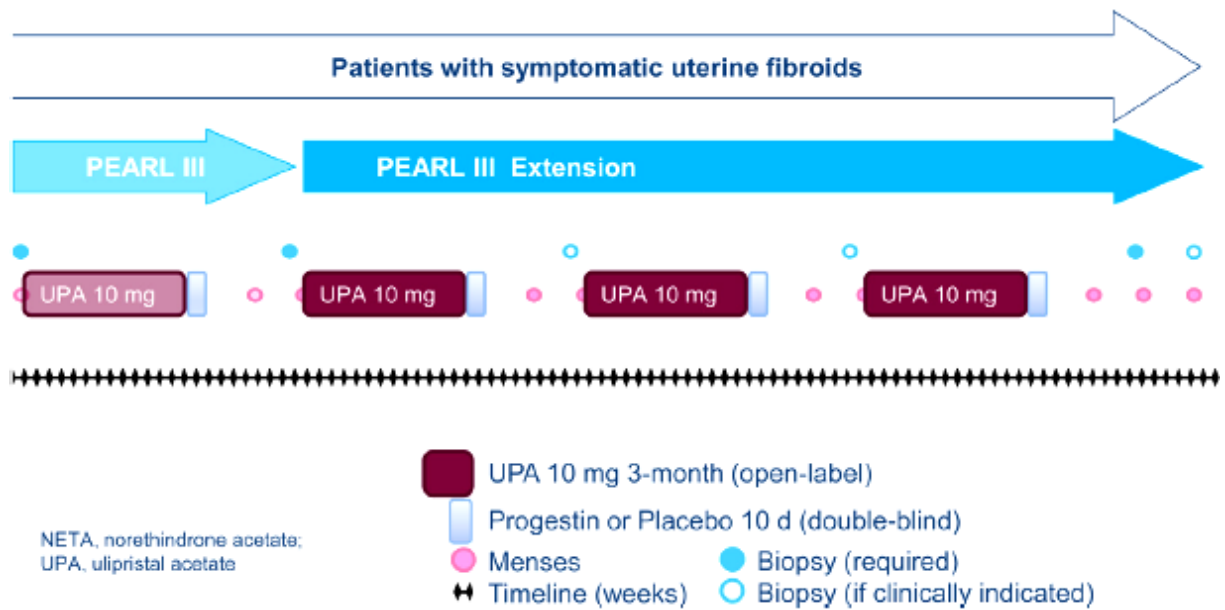 Patients with symptomatic uterine fibroids
PEARL III
PEARL III Extension
UPA 10 mg
UPA 10 mg
UPA 10 mg
UPA 10 mg
UPA 10 mg 3-month (open-label)
Progestin or Placebo 10 d (double-blind)
NETA, norethindrone acetate;
UPA, ulipristal acetate
Menses
Biopsy (required)
Timeline (weeks)
Biopsy (if clinically indicated)